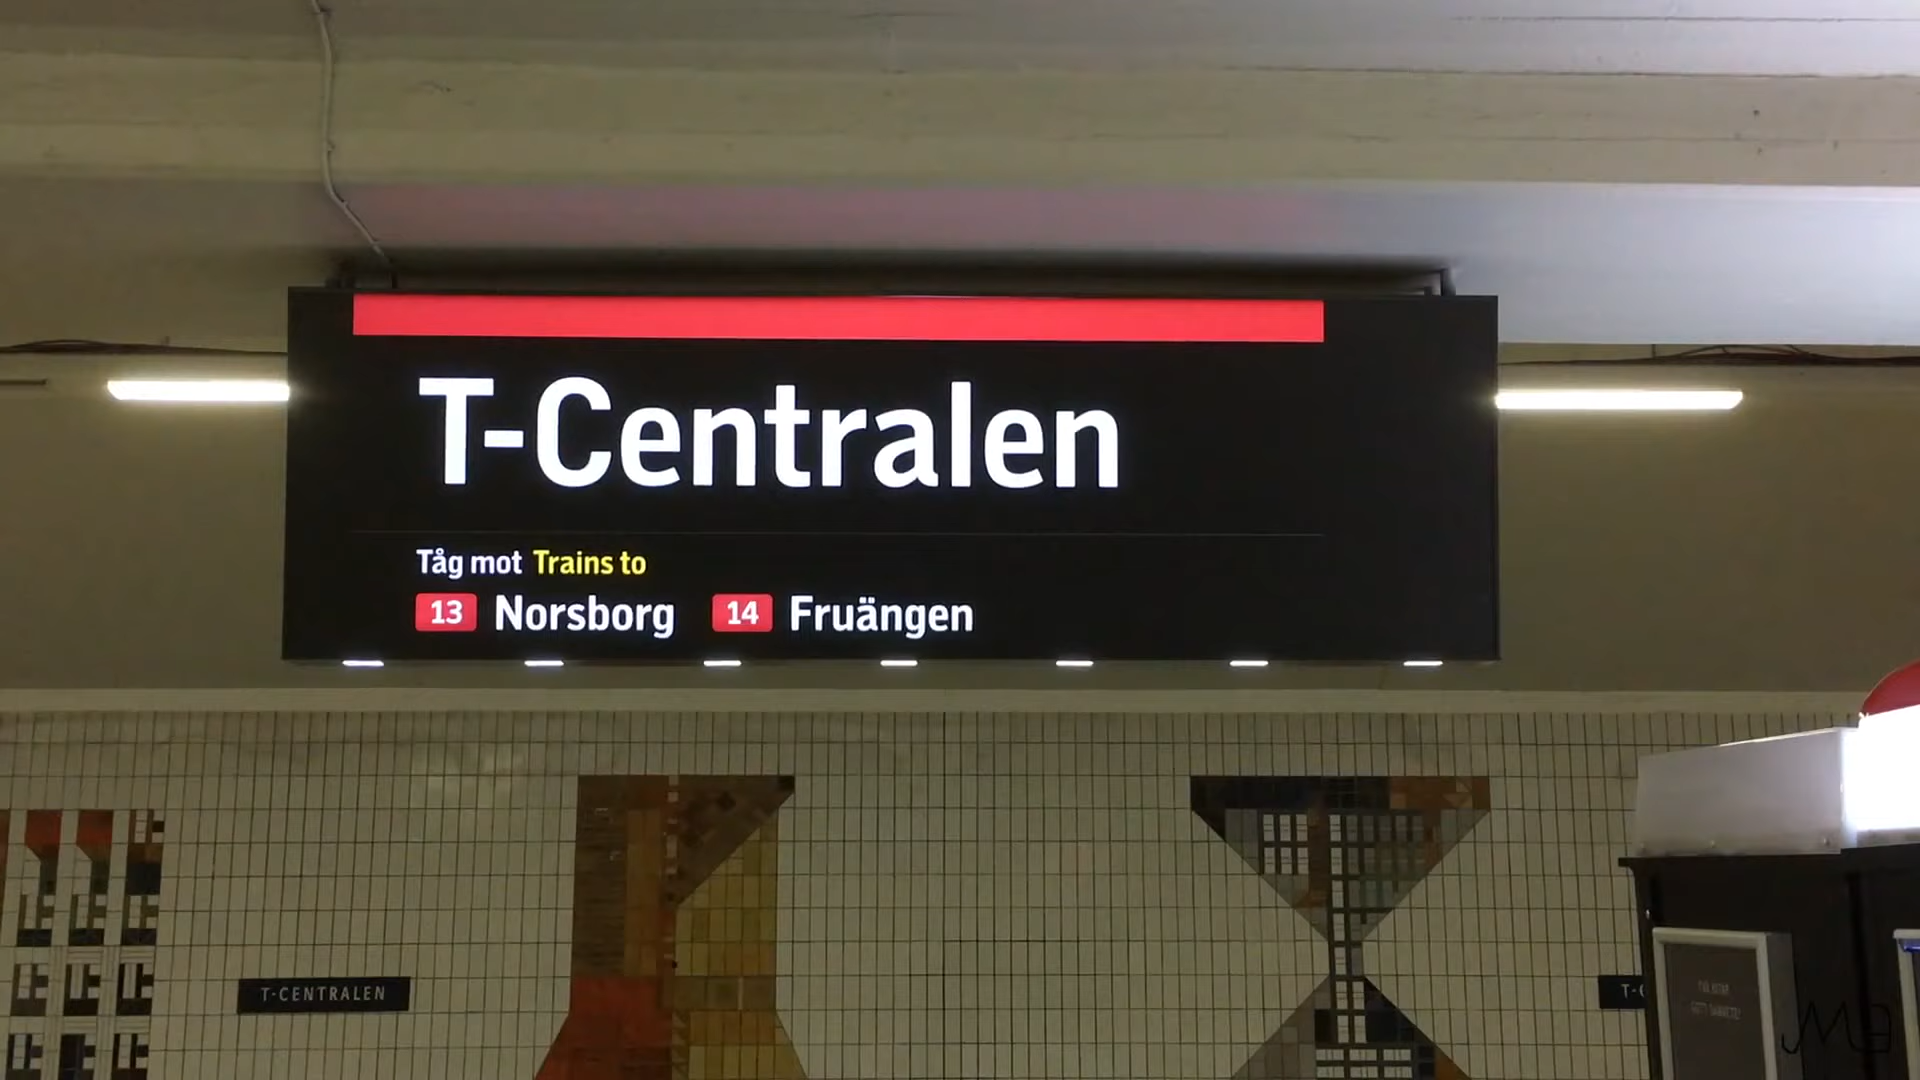 T-Centralen
Tåg mot Trains to
13 Norsborg 14 Fruängen
T-CENTRALEN